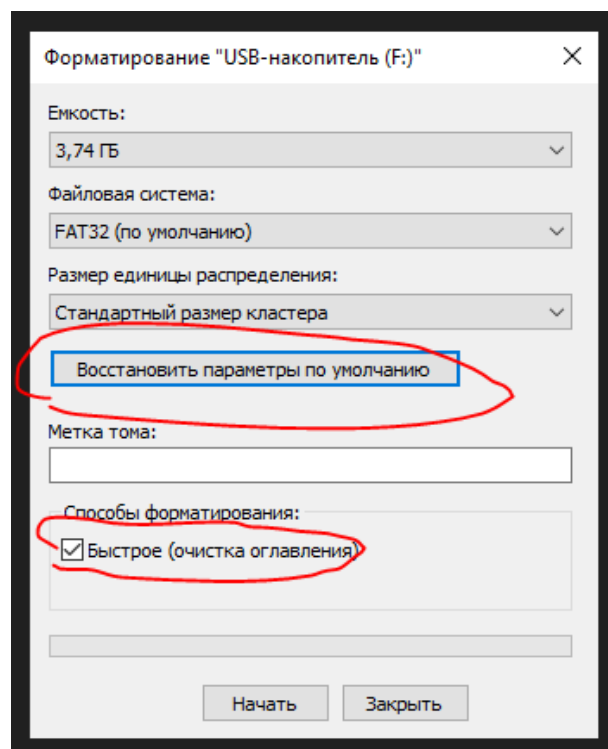 Форматирование "USB-накопитель (F:)"
Емкость:
3,74 ГБ
Файловая система:
FAT32 (по умолчанию)
Размер единицы распределения:
Стандартный размер кластера
Восстановить параметры по умолчанию
Метка тома:
Способы форматирования:
Быстрое (очистка оглавления)
Начать Закрыть